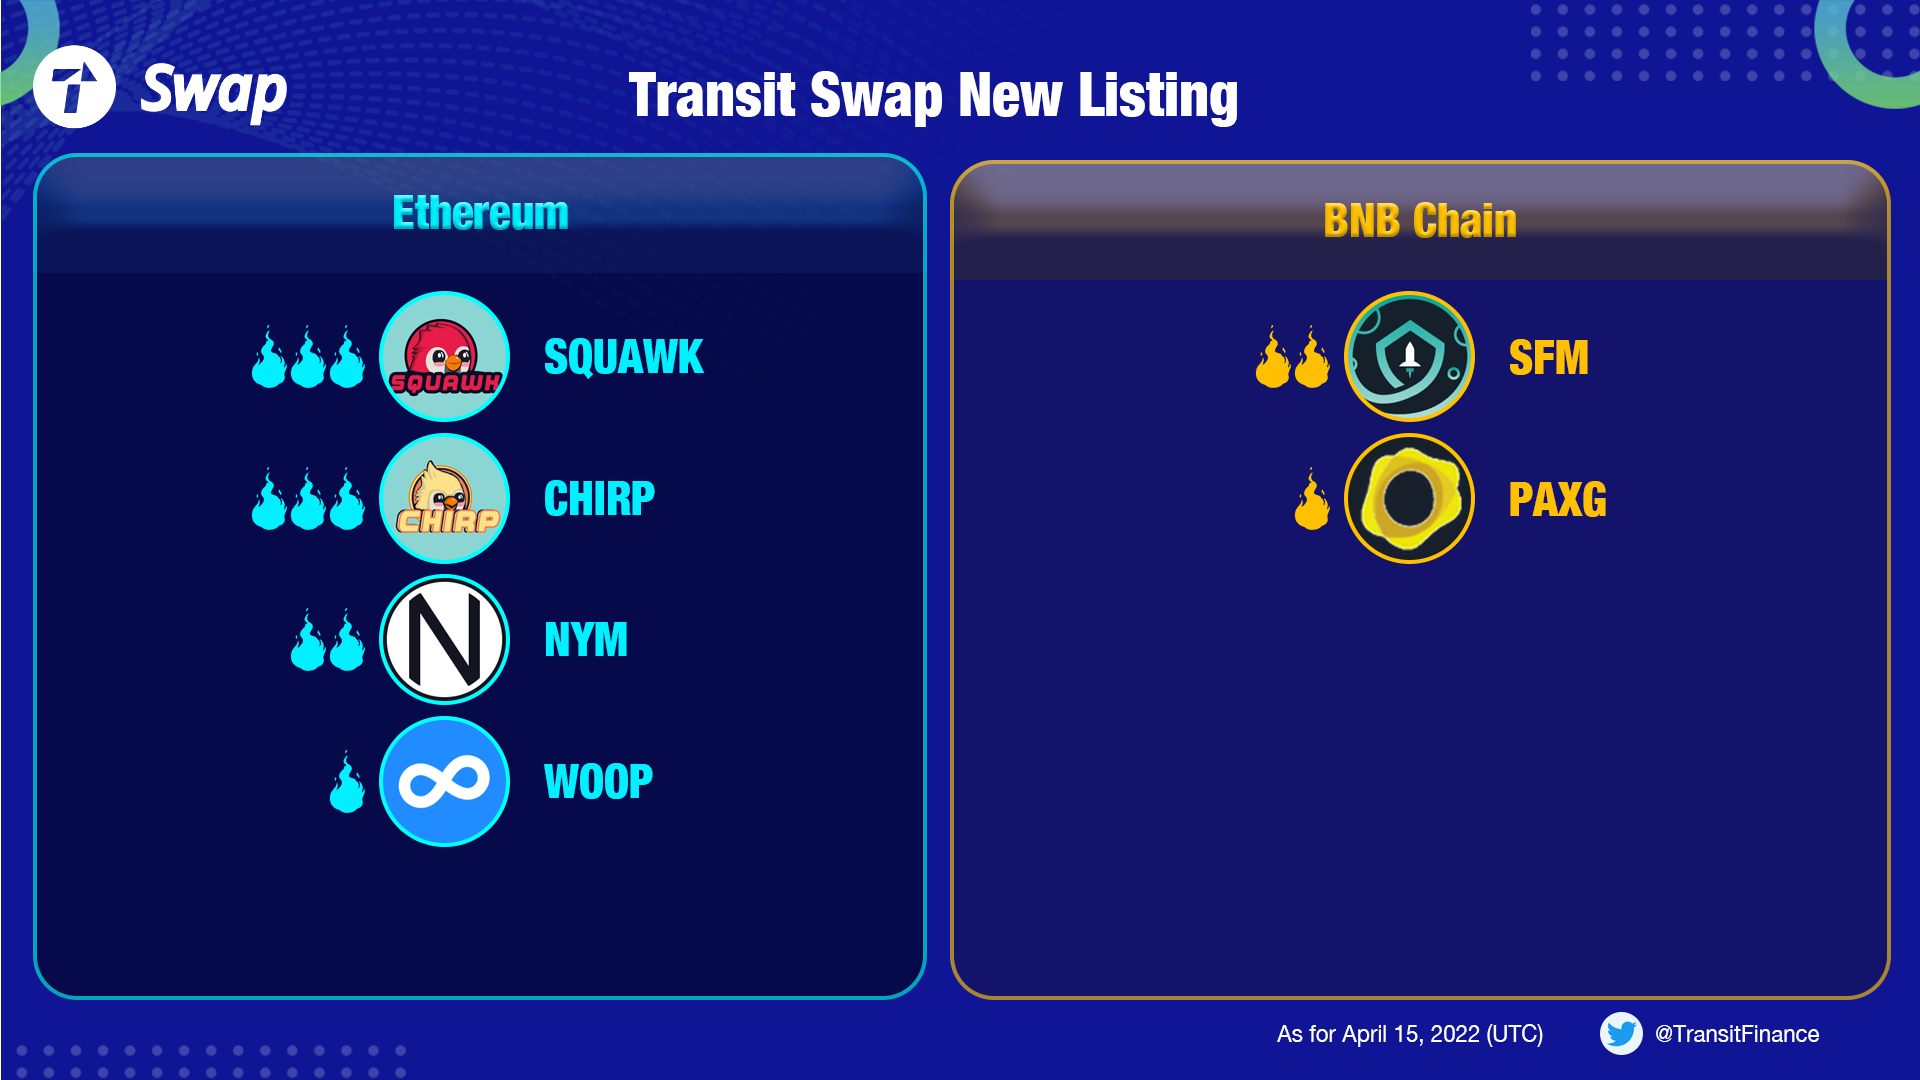 Swap
Transit Swap New Listing
Ethereum
SQUAWK
SQUAWK
CHIRP
CHIRP
N
NYM
WOOP
BNB Chain
SFM
PAXG
As for April 15, 2022 (UTC)
@TransitFinance